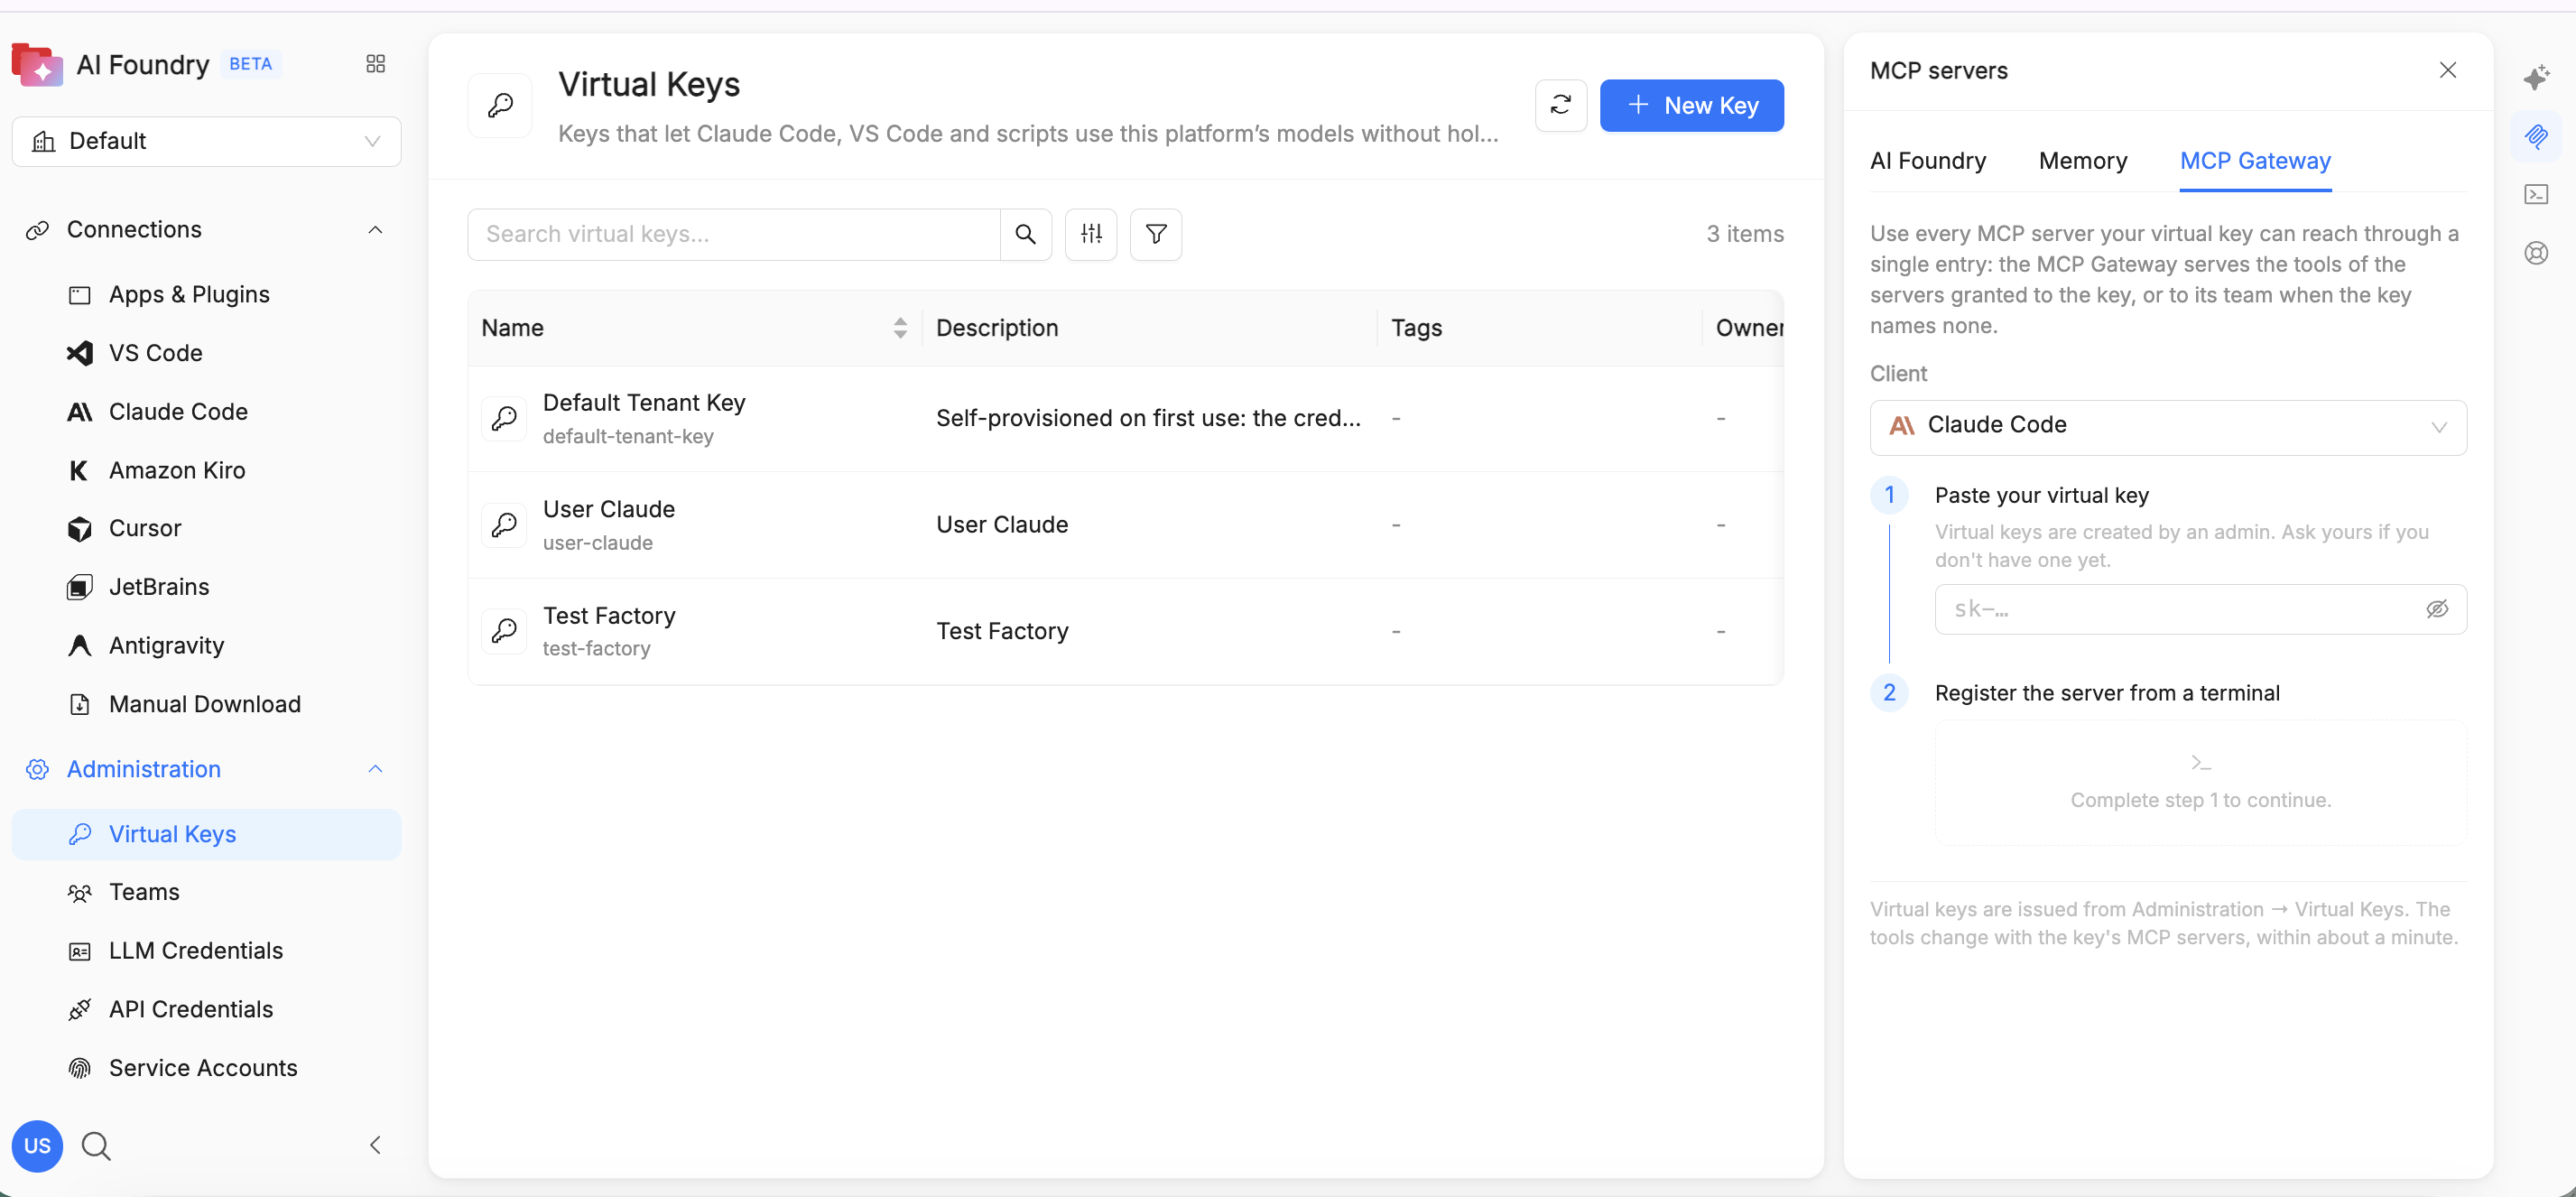 AI Foundry BETA
Default
Connections
Apps & Plugins
VS Code
Claude Code
Amazon Kiro
Cursor
JetBrains
Antigravity
Manual Download
Administration
Virtual Keys
Teams
LLM Credentials
API Credentials
Service Accounts
US
Virtual Keys
Keys that let Claude Code, VS Code and scripts use this platform’s models without hol...
New Key
Search virtual keys...
3 items
Name Description Tags Owner
Default Tenant Key
default-tenant-key
Self-provisioned on first use: the cred... - -
User Claude
user-claude
User Claude - -
Test Factory
test-factory
Test Factory - -
MCP servers
AI Foundry Memory MCP Gateway
Use every MCP server your virtual key can reach through a
single entry: the MCP Gateway serves the tools of the
servers granted to the key, or to its team when the key
names none.
Client
Claude Code
1 Paste your virtual key
Virtual keys are created by an admin. Ask yours if you
don't have one yet.
sk-…
2 Register the server from a terminal
Complete step 1 to continue.
Virtual keys are issued from Administration → Virtual Keys. The
tools change with the key's MCP servers, within about a minute.